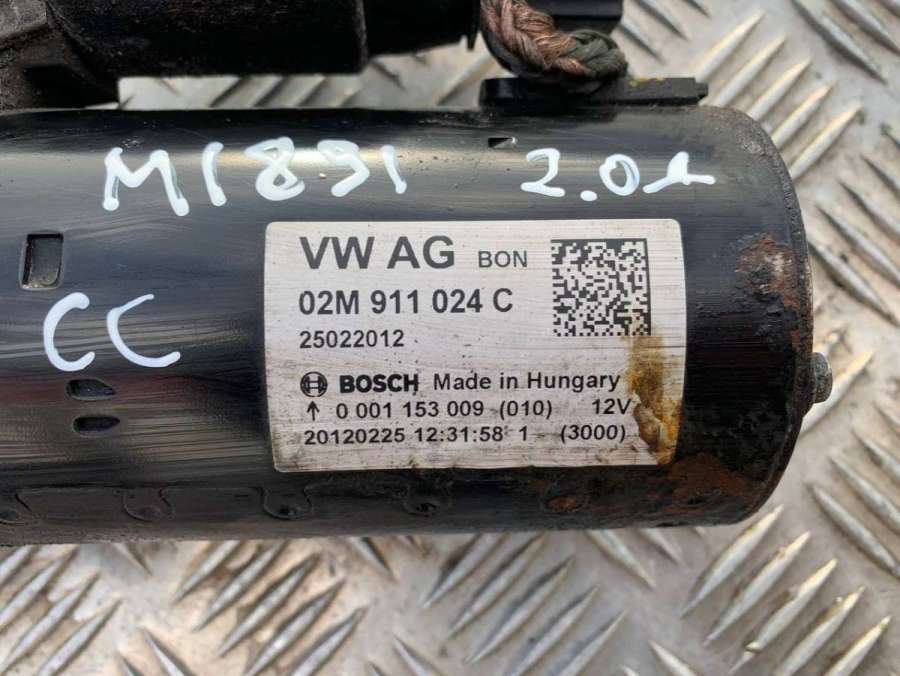 M1831 2.0L
CC
VW AG BON
02M 911 024 C
25022012
BOSCH Made in Hungary
↑ 0 001 153 009 (010) 12V
20120225 12:31:58 1 (3000)